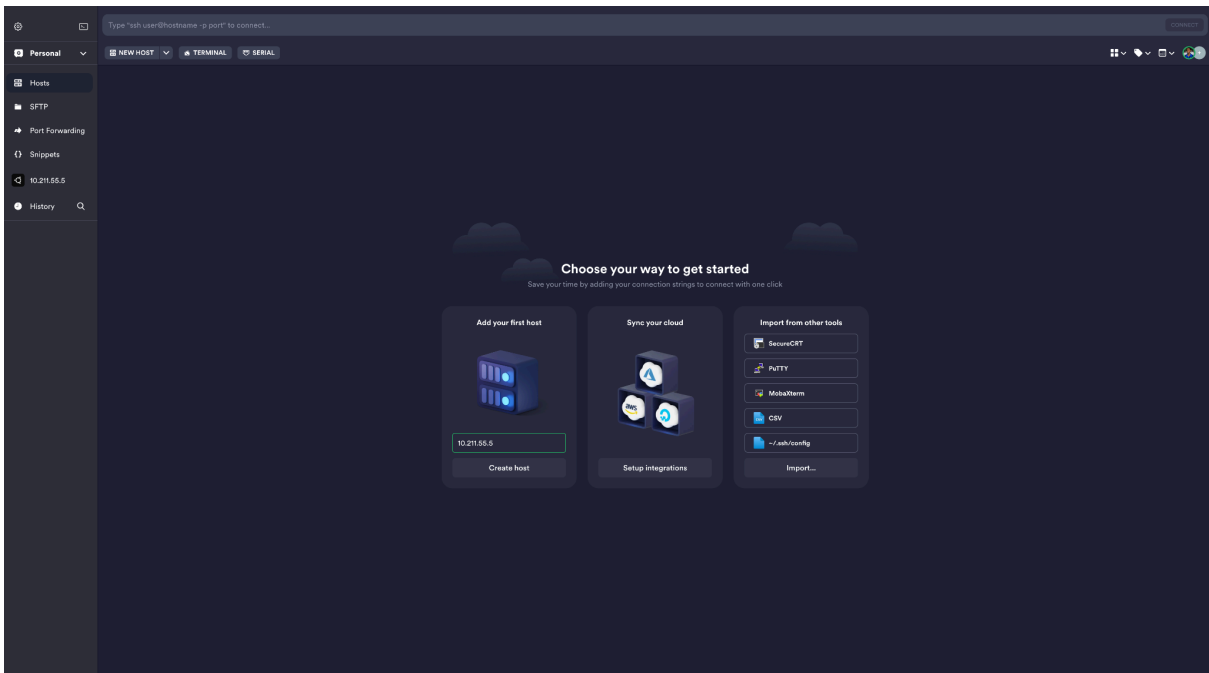 Type "ssh user@hostname -p port" to connect...
CONNECT
Personal
NEW HOST
TERMINAL
SERIAL
Hosts
SFTP
Port Forwarding
Snippets
10.211.55.5
History
Choose your way to get started
Save your time by adding your connection strings to connect with one click
Add your first host
10.211.55.5
Create host
Sync your cloud
aws
Setup integrations
Import from other tools
SecureCRT
PuTTY
MobaXterm
CSV
~/.ssh/config
Import...